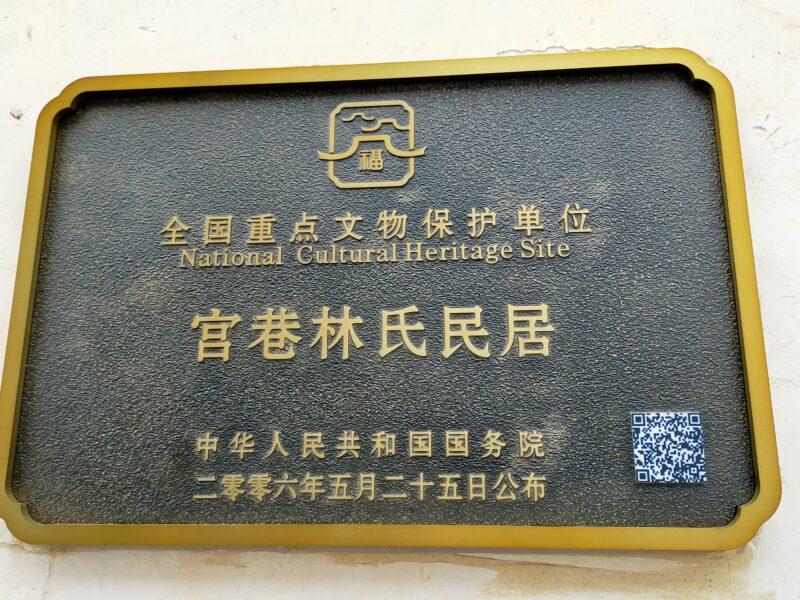 福
全国重点文物保护单位
National Cultural Heritage Site
宫巷林氏民居
中华人民共和国国务院
二零零六年五月二十五日公布